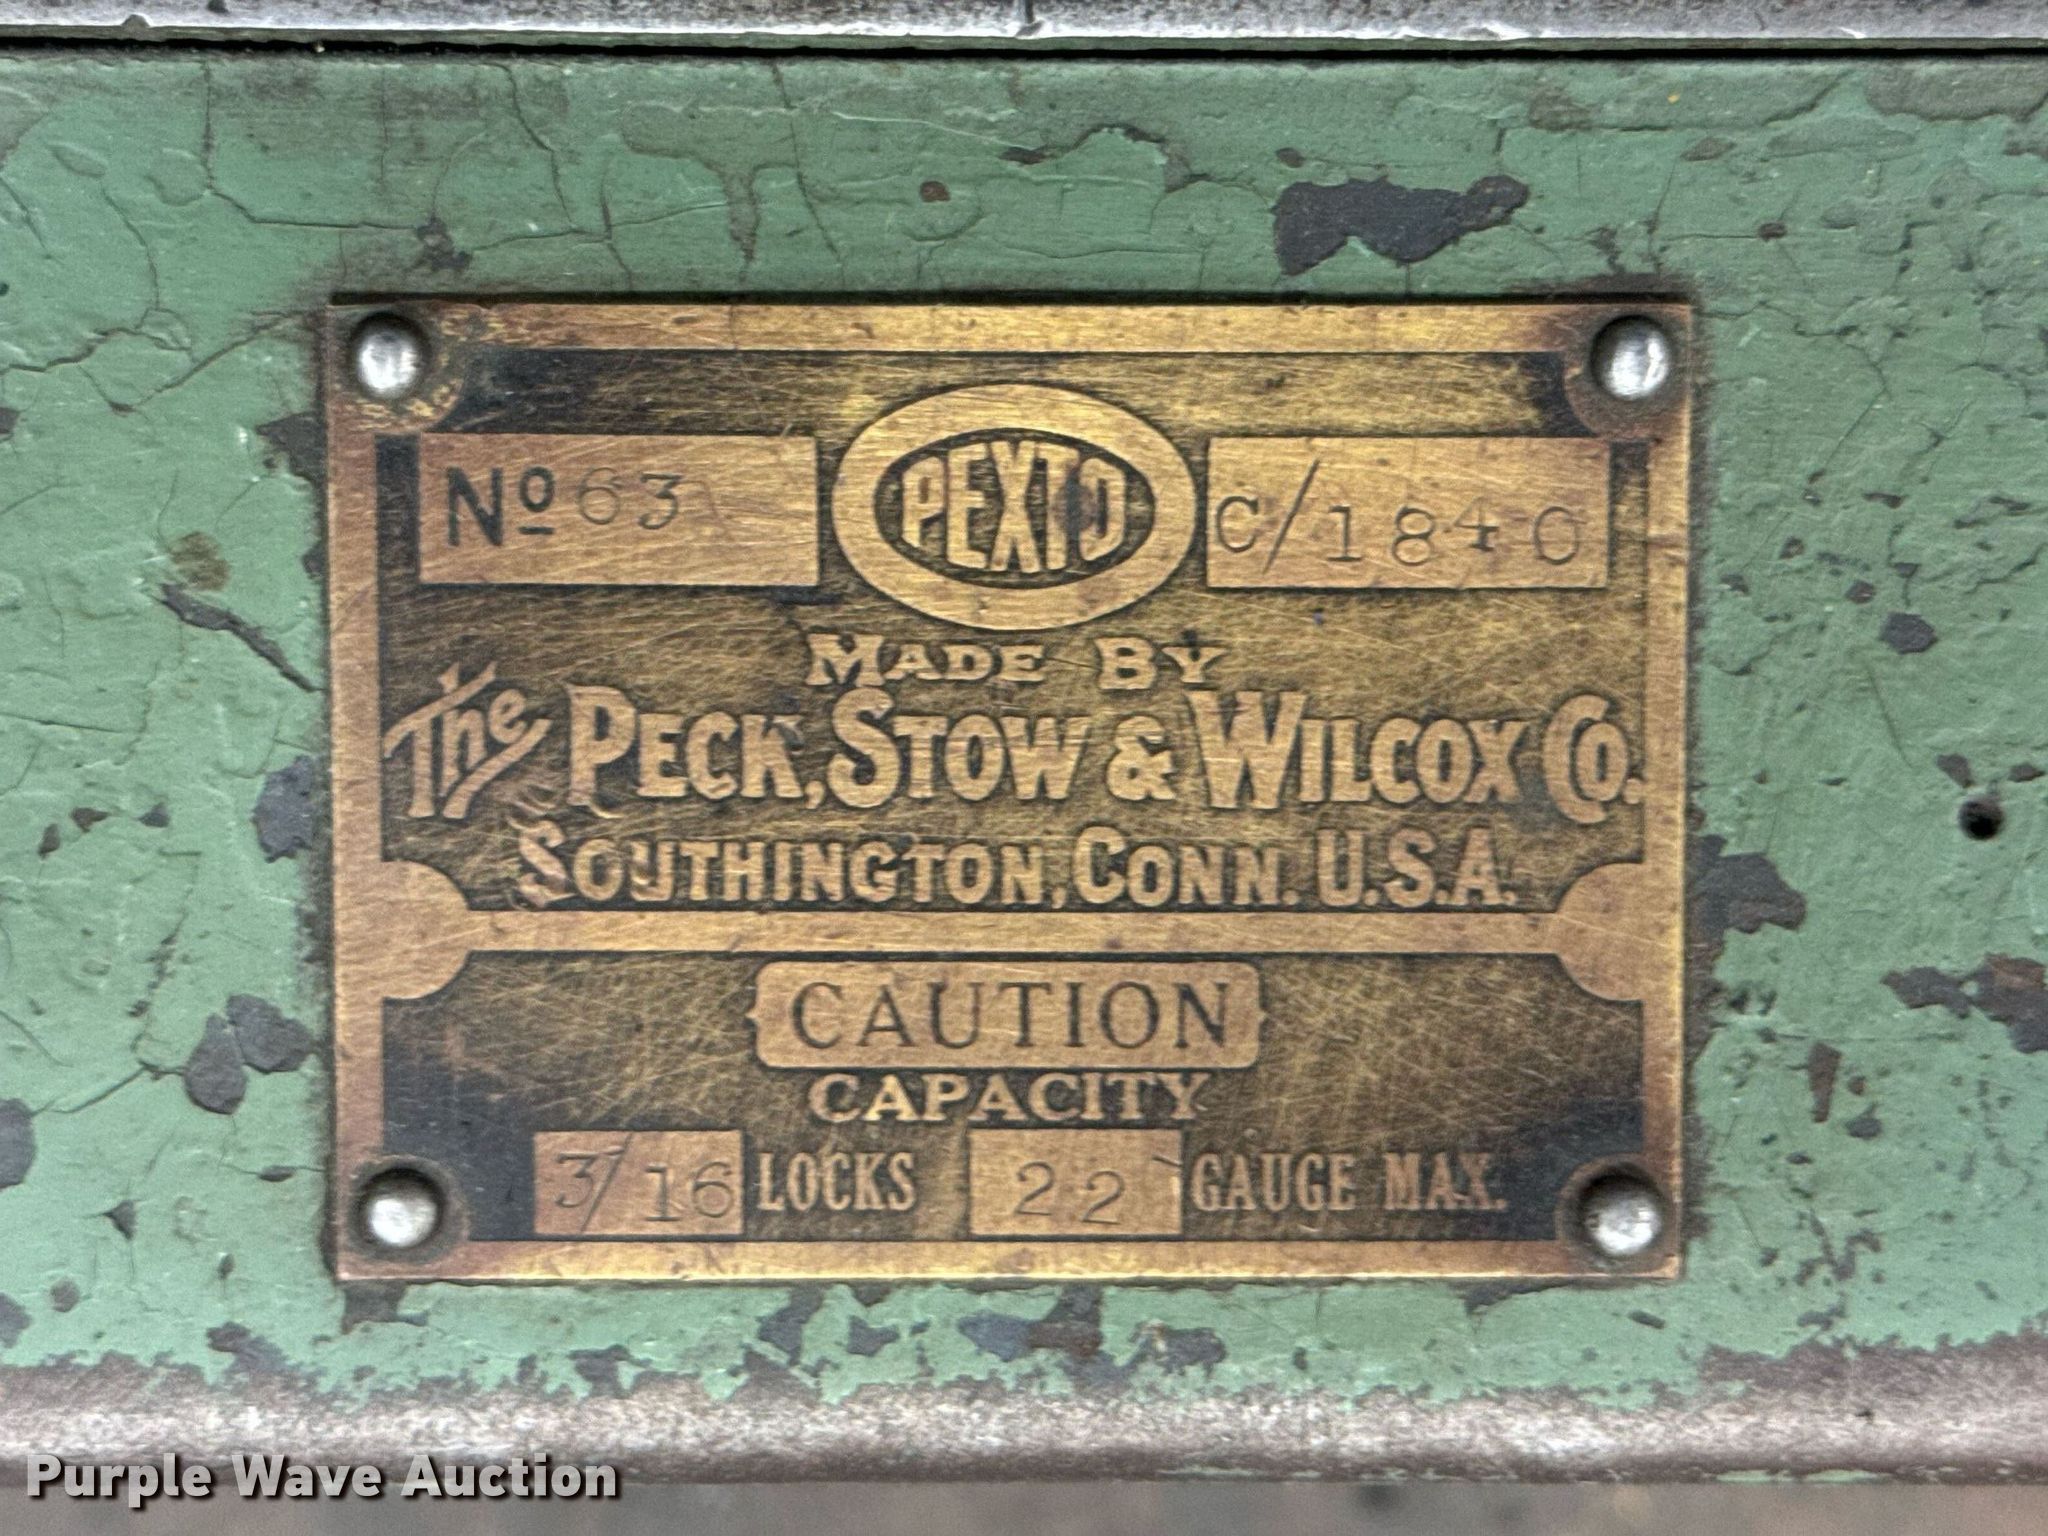 Nº 63 PEXTO C/1840
MADE BY
The PECK, STOW & WILCOX CO.
SOUTHINGTON, CONN. U.S.A.
CAUTION
CAPACITY
3/16 LOCKS 22 GAUGE MAX.
Purple Wave Auction